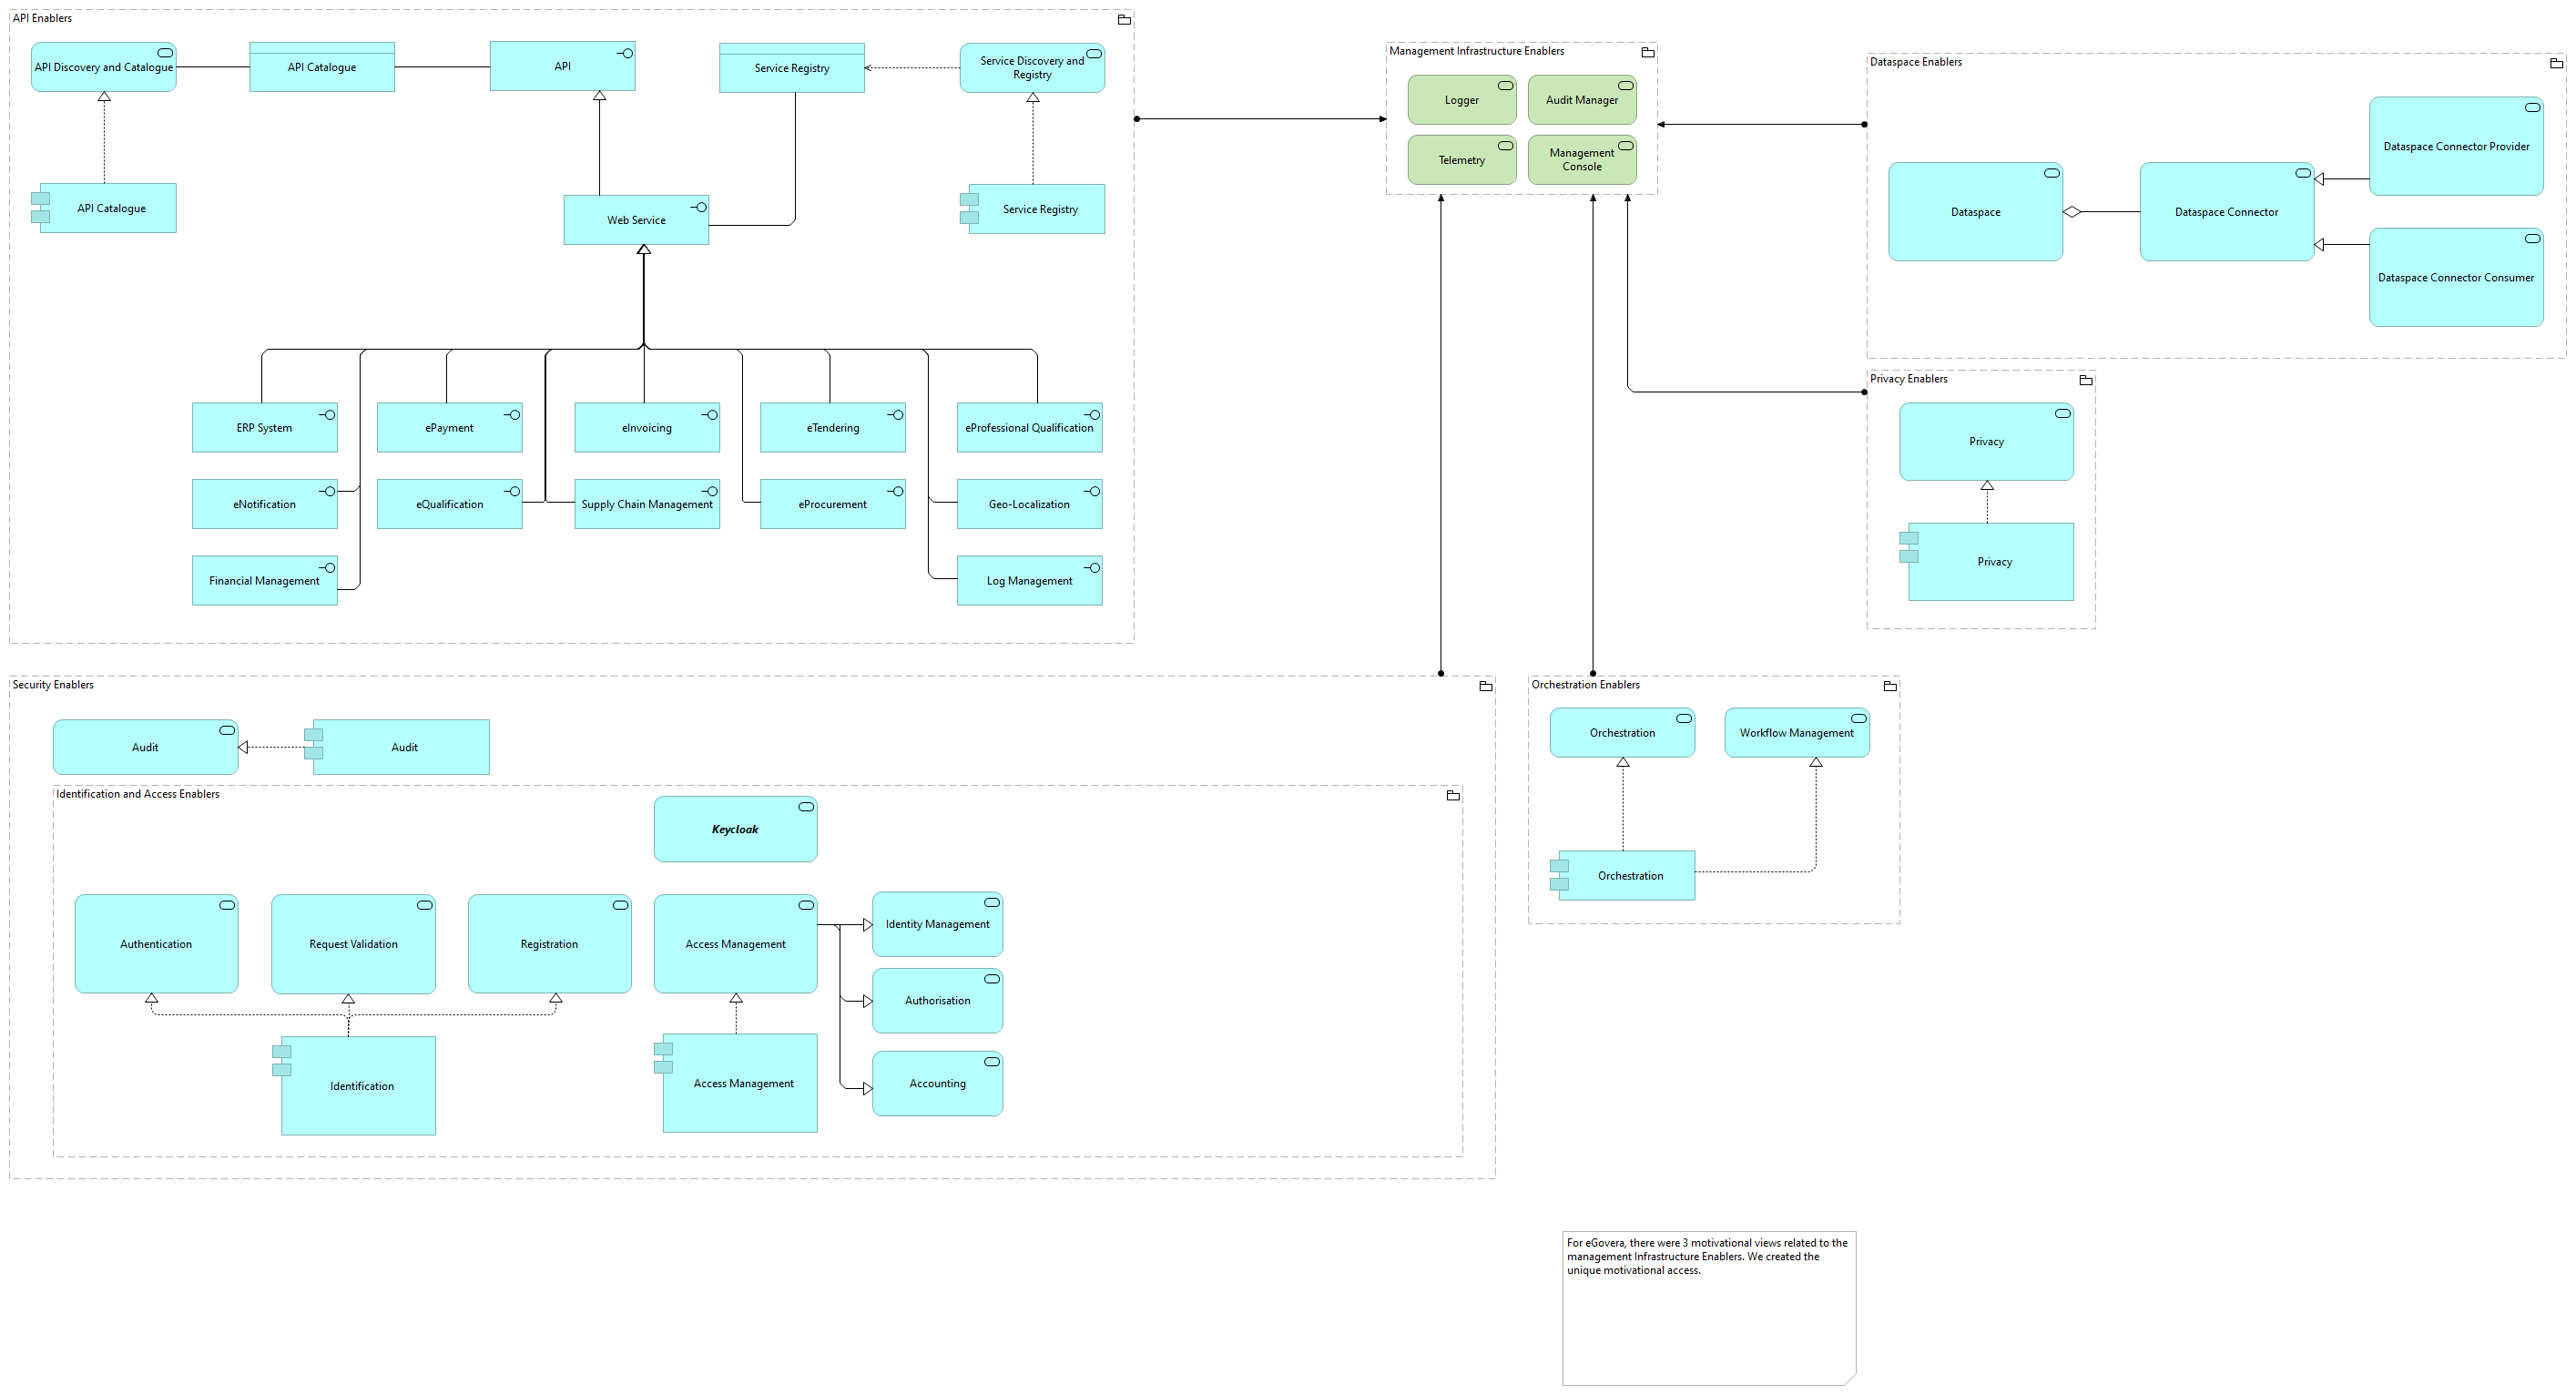 API Enablers
API Discovery and Catalogue
API Catalogue
API
Service Registry
Service Discovery and
Registry
API Catalogue
Web Service
Service Registry
ERP System
ePayment
eInvoicing
eTendering
eProfessional Qualification
eNotification
eQualification
Supply Chain Management
eProcurement
Geo-Localization
Financial Management
Log Management
Management Infrastructure Enablers
Logger
Audit Manager
Telemetry
Management
Console
Dataspace Enablers
Dataspace Connector Provider
Dataspace
Dataspace Connector
Dataspace Connector Consumer
Privacy Enablers
Privacy
Privacy
Security Enablers
Audit
Audit
Identification and Access Enablers
Keycloak
Authentication
Request Validation
Registration
Access Management
Identity Management
Authorisation
Accounting
Identification
Access Management
Orchestration Enablers
Orchestration
Workflow Management
Orchestration
For eGovera, there were 3 motivational views related to the
management Infrastructure Enablers. We created the
unique motivational access.